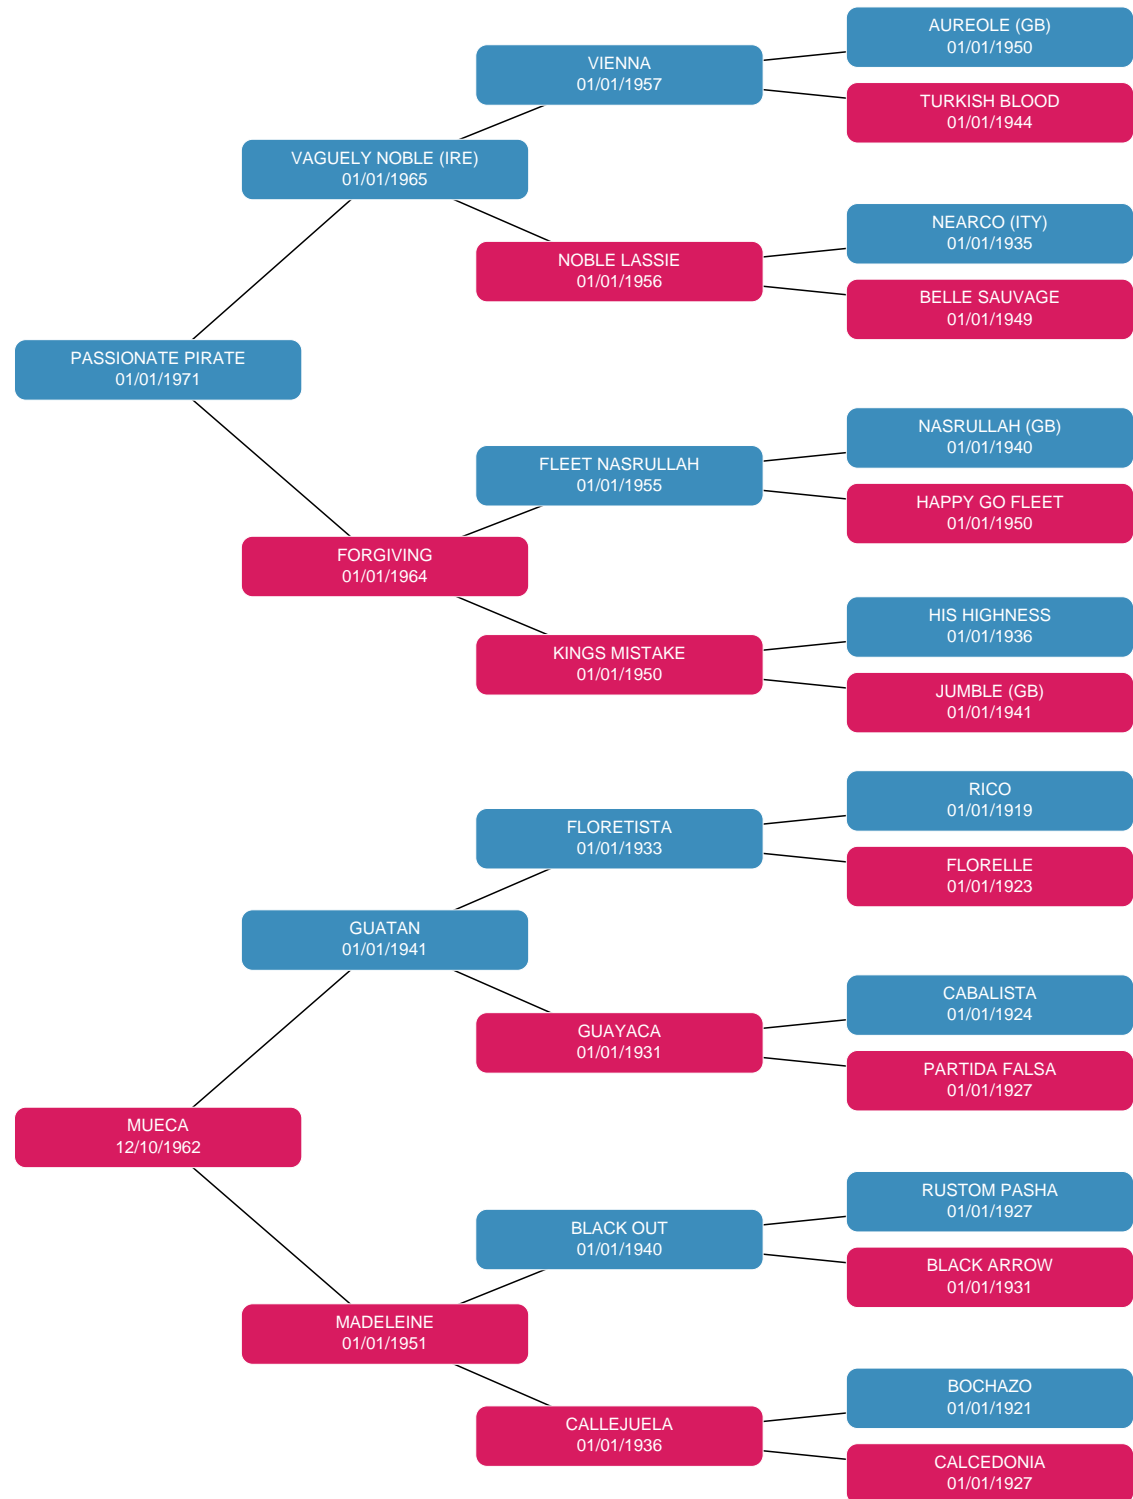 AUREOLE (GB)
01/01/1950
VIENNA
01/01/1957
TURKISH BLOOD
01/01/1944
VAGUELY NOBLE (IRE)
01/01/1965
NEARCO (ITY)
01/01/1935
NOBLE LASSIE
01/01/1956
BELLE SAUVAGE
01/01/1949
PASSIONATE PIRATE
01/01/1971
NASRULLAH (GB)
01/01/1940
FLEET NASRULLAH
01/01/1955
HAPPY GO FLEET
01/01/1950
FORGIVING
01/01/1964
HIS HIGHNESS
01/01/1936
KINGS MISTAKE
01/01/1950
JUMBLE (GB)
01/01/1941
RICO
01/01/1919
FLORETISTA
01/01/1933
FLORELLE
01/01/1923
GUATAN
01/01/1941
CABALISTA
01/01/1924
GUAYACA
01/01/1931
PARTIDA FALSA
01/01/1927
MUECA
12/10/1962
RUSTOM PASHA
01/01/1927
BLACK OUT
01/01/1940
BLACK ARROW
01/01/1931
MADELEINE
01/01/1951
BOCHAZO
01/01/1921
CALLEJUELA
01/01/1936
CALCEDONIA
01/01/1927